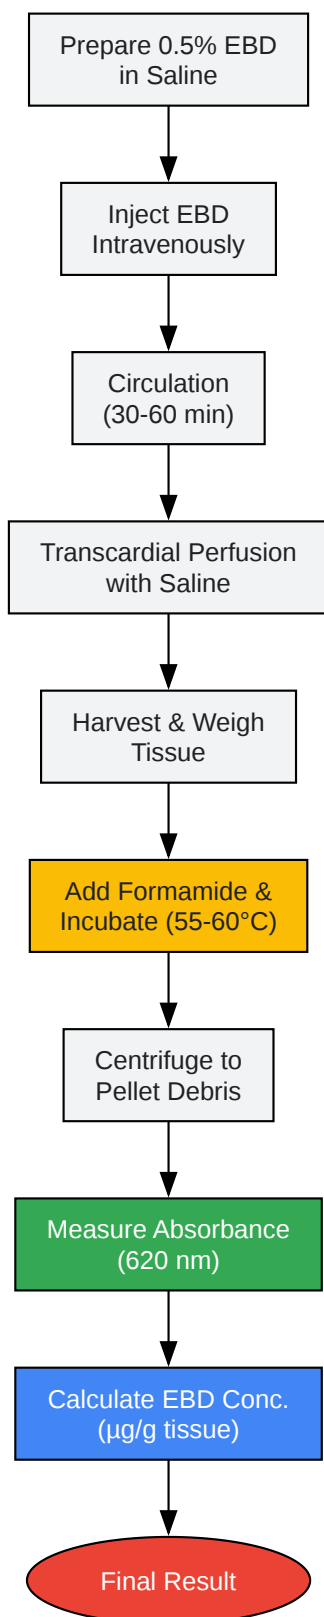 Prepare 0.5% EBD
in Saline
Inject EBD
Intravenously
Circulation
(30-60 min)
Transcardial Perfusion
with Saline
Harvest & Weigh
Tissue
Add Formamide &
Incubate (55-60°C)
Centrifuge to
Pellet Debris
Measure Absorbance
(620 nm)
Calculate EBD Conc.
(µg/g tissue)
Final Result